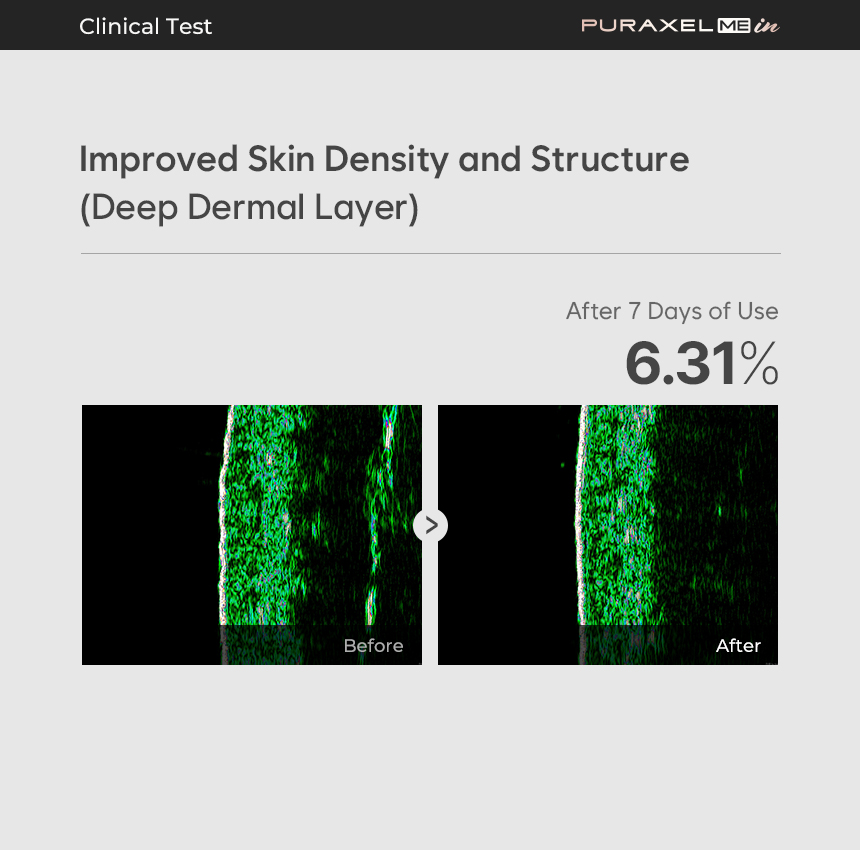 Clinical Test
PURAXEL ME in
Improved Skin Density and Structure
(Deep Dermal Layer)
After 7 Days of Use
6.31%
>
Before
After